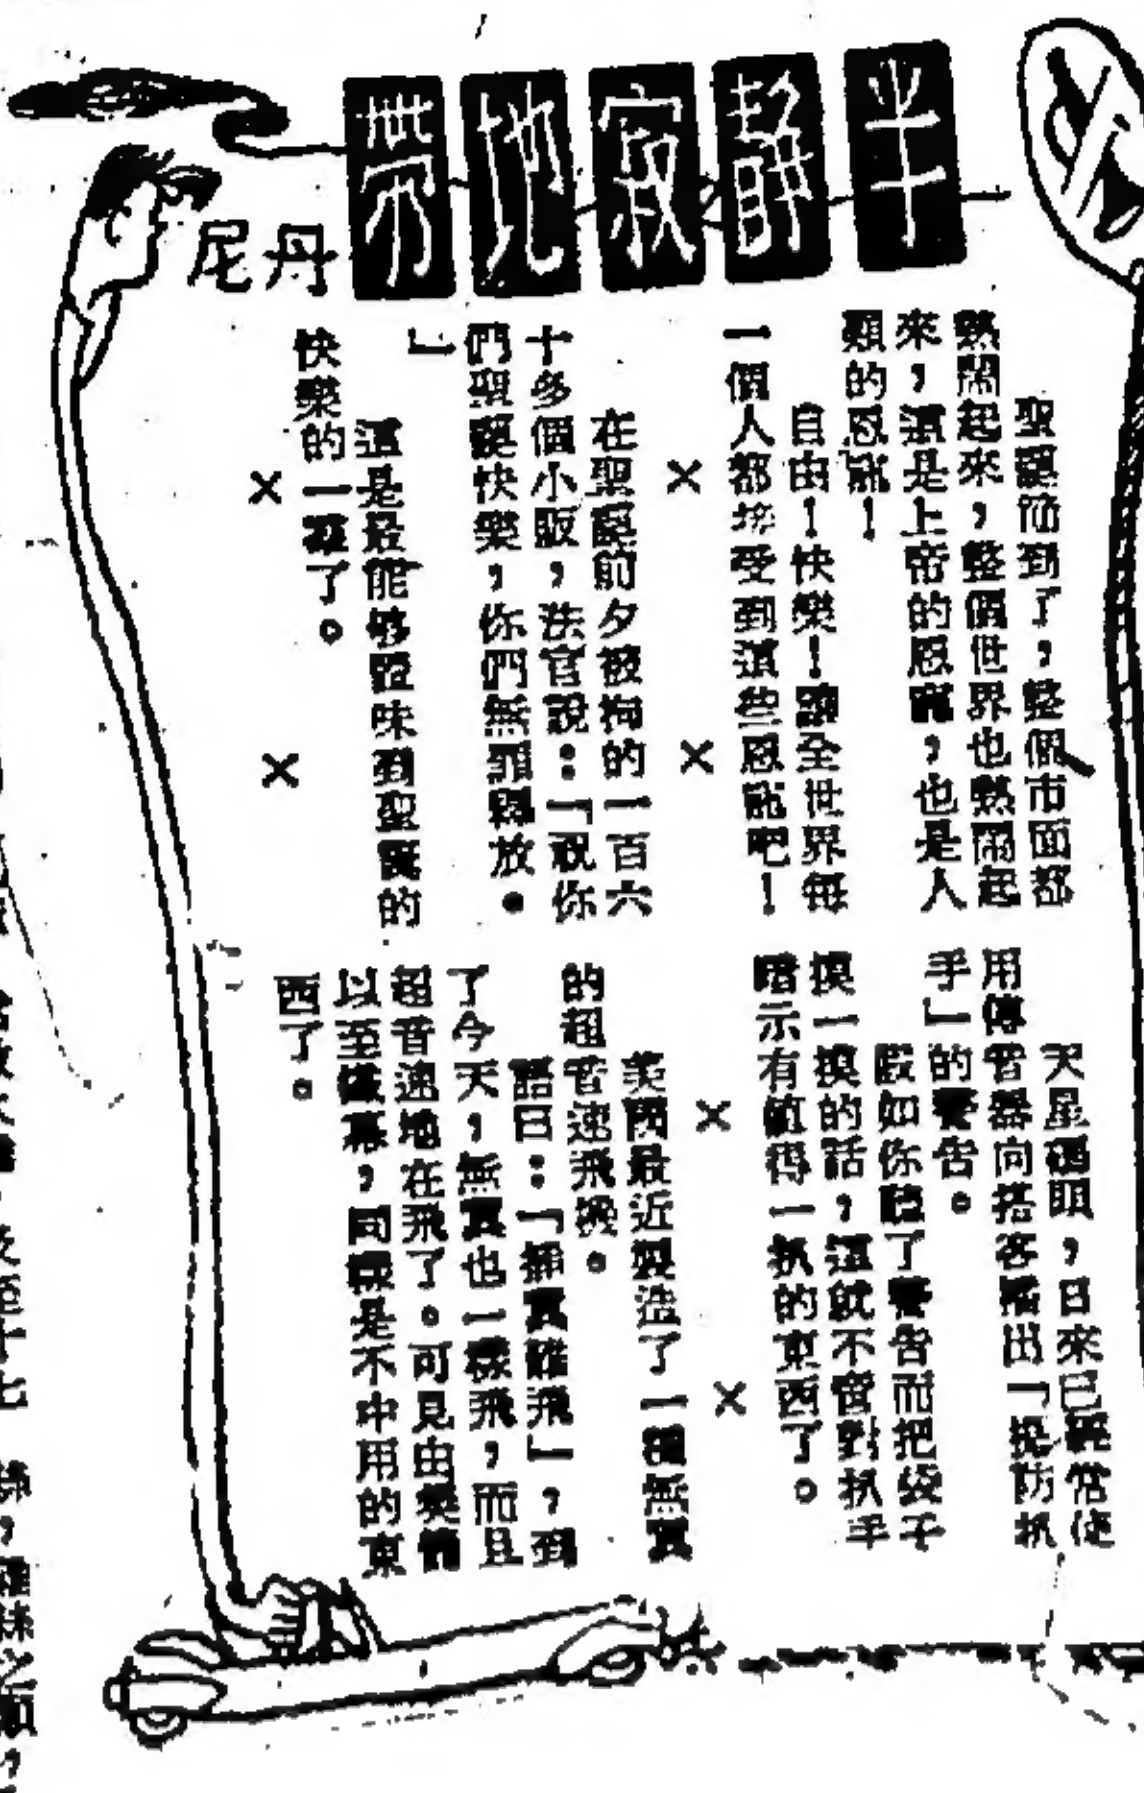 半靜寂地帶
丹尼
聖誕節到了，整個市面都
熱鬧起來，整個世界也熱鬧起
來，這是上帝的恩寵，也是人
類的恩讯！
自由！快樂！讓全世界每
一個人都接受到這些恩讯吧！
× ×
在聖誕前夕被拘的一百六
十多個小販，法官說：「祝你
們聖誕快樂，你們無罪釋放。
」
這是最能够體味到聖誕的
快樂的一羣了。
× ×
天星碼頭，日來已經常使
用傳音器向搭客播出「提防扒
手」的警告。
假如你聽了警告而把袋子
摸一摸的話，這就不啻對扒手
暗示有值得一扒的東西了。
× ×
美國最近製造了一種無翼
的超音速飛機。
語曰：「揷翼難飛」，到
了今天，無翼也一樣飛，而且
超音速地在飛了。可見由
以至鐵幕，同樣是不中用的東
西了。